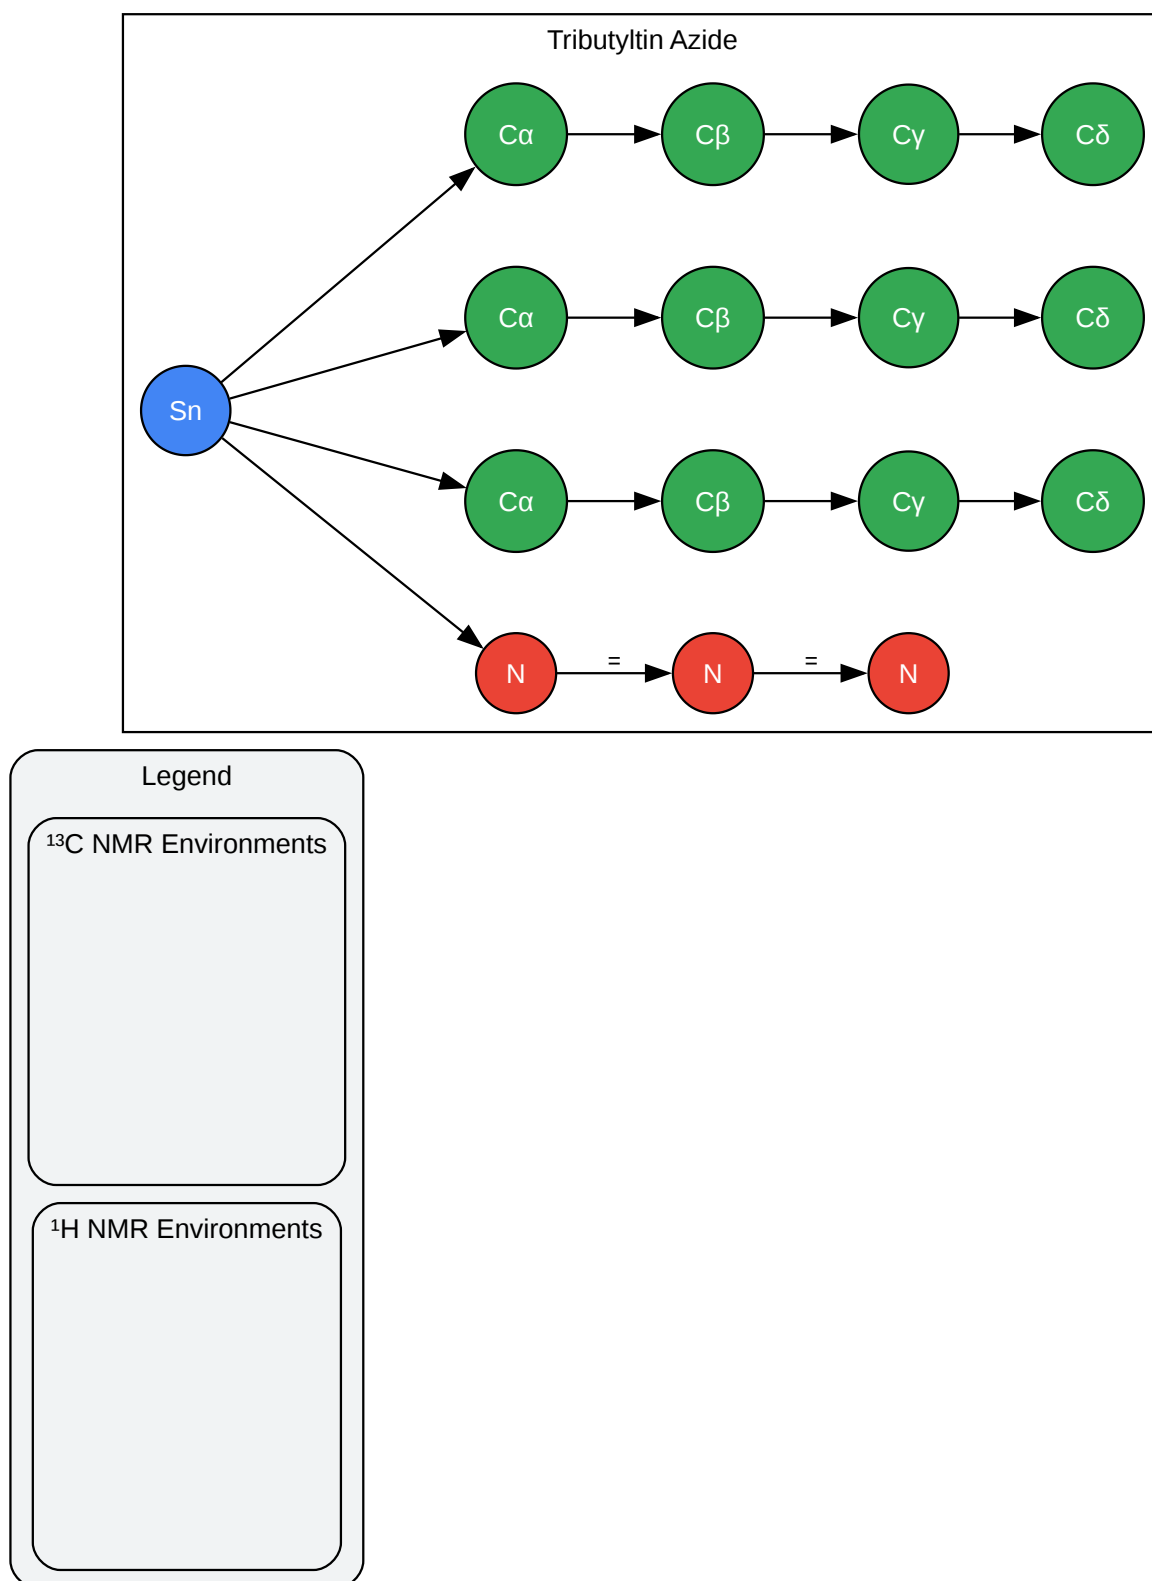 Tributyltin Azide
Cα Cβ Cγ Cδ
Cα Cβ Cγ Cδ
Sn
Cα Cβ Cγ Cδ
N = N = N
Legend
¹³C NMR Environments
¹H NMR Environments